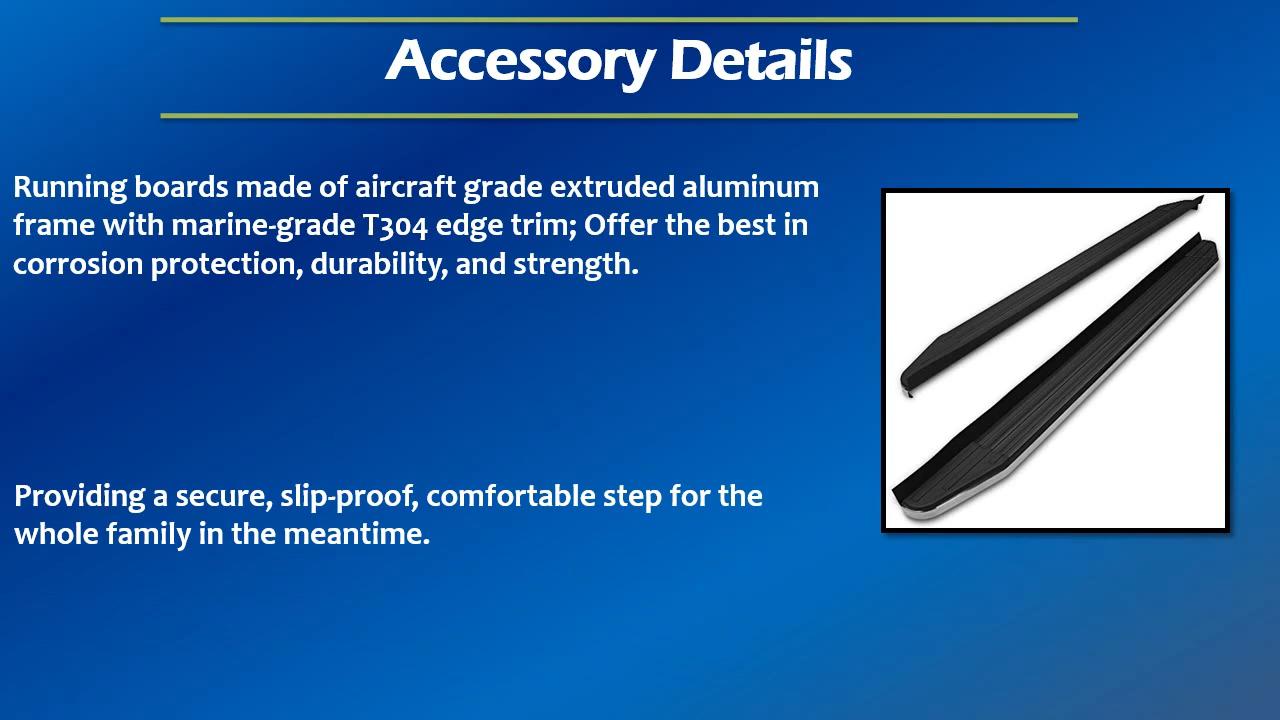 Accessory Details
Running boards made of aircraft grade extruded aluminum
frame with marine-grade T304 edge trim; Offer the best in
corrosion protection, durability, and strength.
Providing a secure, slip-proof, comfortable step for the
whole family in the meantime.